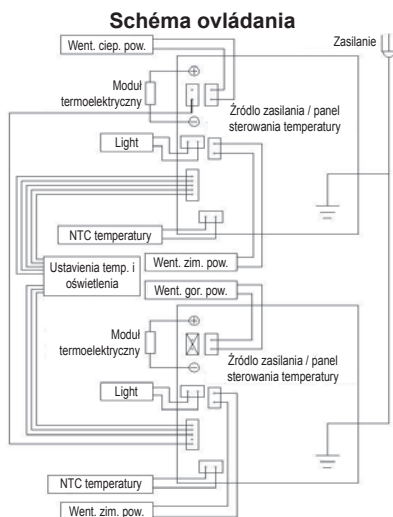 Schéma ovládania
Went. ciep. pow.
Zasilanie
Moduł
termoelektryczny
Źródło zasilania / panel
sterowania temperatury
Light
NTC temperatury
Went. zim. pow.
Ustavienia temp. i
oświetlenia
Went. gor. pow.
Moduł
termoelektryczny
Źródło zasilania / panel
sterowania temperatury
Light
NTC temperatury
Went. zim. pow.